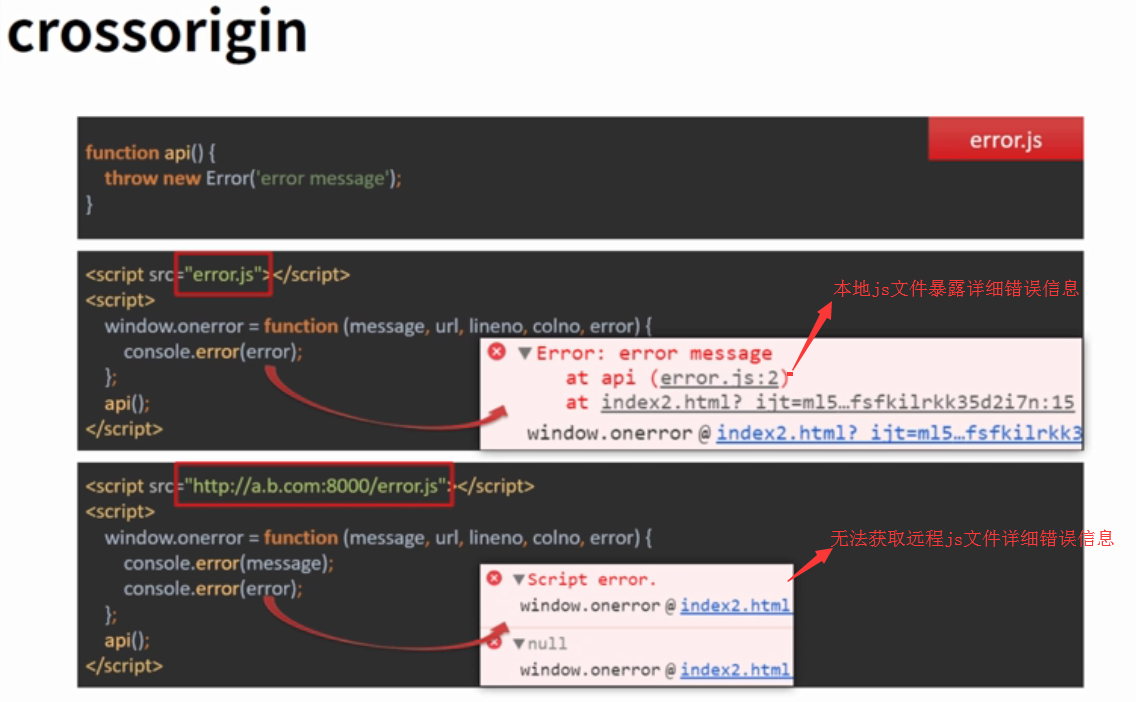 crossorigin
error.js
function api() {
throw new Error('error message');
}
<script src="error.js"></script>
<script>
window.onerror = function (message, url, lineno, colno, error) {
console.error(error);
};
api();
</script>
本地js文件暴露详细错误信息
▼Error: error message
at api (error.js:2)
at index2.html?_ijt=ml5…fsfkilrkk35d2i7n:15
window.onerror @ index2.html?_ijt=ml5…fsfkilrkk3
<script src="http://a.b.com:8000/error.js"></script>
<script>
window.onerror = function (message, url, lineno, colno, error) {
console.error(message);
console.error(error);
};
api();
</script>
无法获取远程js文件详细错误信息
▼Script error.
window.onerror @ index2.html
▼null
window.onerror @ index2.html